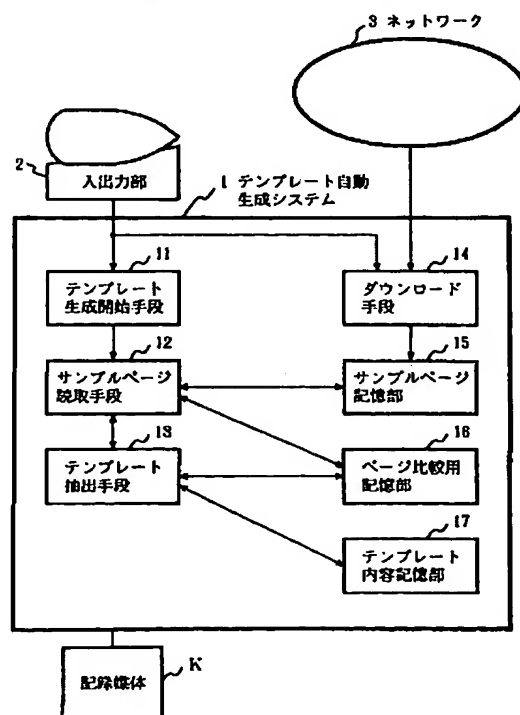 3 ネットワーク
2
入出力部
1 テンプレート自動
生成システム
11
テンプレート
生成開始手段
14
ダウンロード
手段
12
サンプルページ
読取手段
15
サンプルページ
記憶部
13
テンプレート
抽出手段
16
ページ比較用
記憶部
17
テンプレート
内容記憶部
記録媒体
K